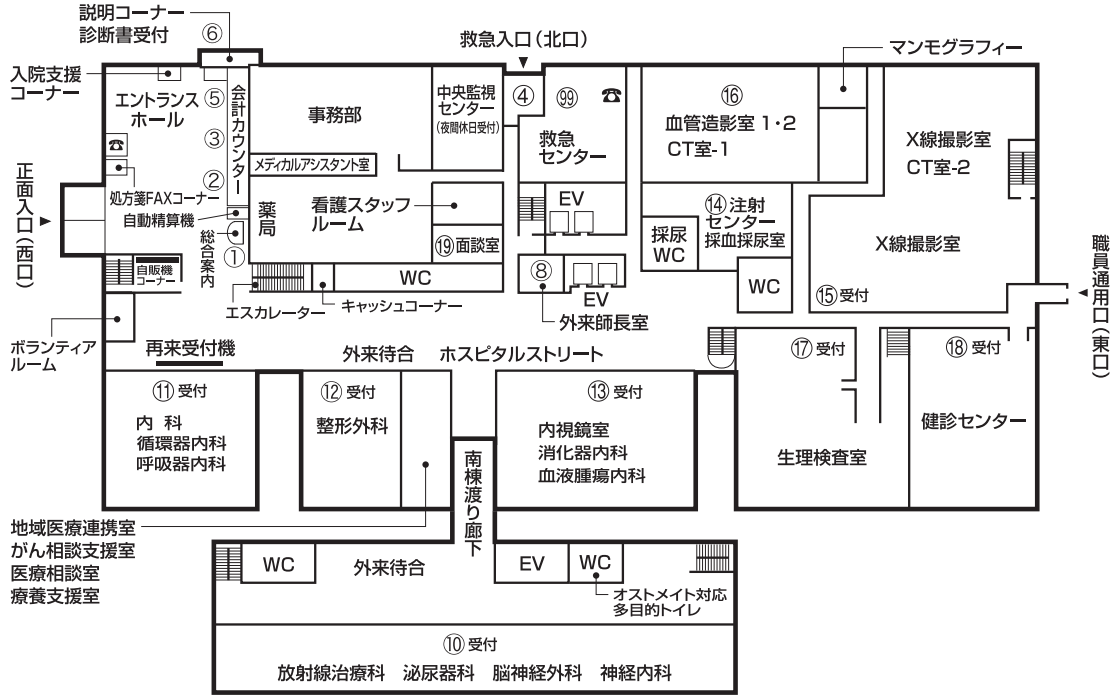 説明コーナー
診断書受付
⑥
救急入口（北口）
マンモグラフィー
入院支援
コーナー
エントランス
ホール
⑤
③
②
会計カウンター
事務部
中央監視
センター
（夜間休日受付）
④
99
救急
センター
⑯
血管造影室 1・2
CT室-1
X線撮影室
CT室-2
メディカルアシスタント室
正面入口（西口）
処方箋FAXコーナー
自動精算機
薬局
看護スタッフ
ルーム
⑲面談室
EV
⑭注射
センター
採血採尿室
採尿
WC
X線撮影室
職員通用口（東口）
自販機
コーナー
総合案内
①
WC
⑧
EV
WC
⑮受付
エスカレーター
キャッシュコーナー
外来師長室
ボランティア
ルーム
再来受付機
外来待合
ホスピタルストリート
⑰受付
⑱受付
⑪受付
内 科
循環器内科
呼吸器内科
⑫受付
整形外科
⑬受付
内視鏡室
消化器内科
血液腫瘍内科
生理検査室
健診センター
南棟渡り廊下
地域医療連携室
がん相談支援室
医療相談室
療養支援室
WC
外来待合
EV
WC
オストメイト対応
多目的トイレ
⑩受付
放射線治療科 泌尿器科 脳神経外科 神経内科